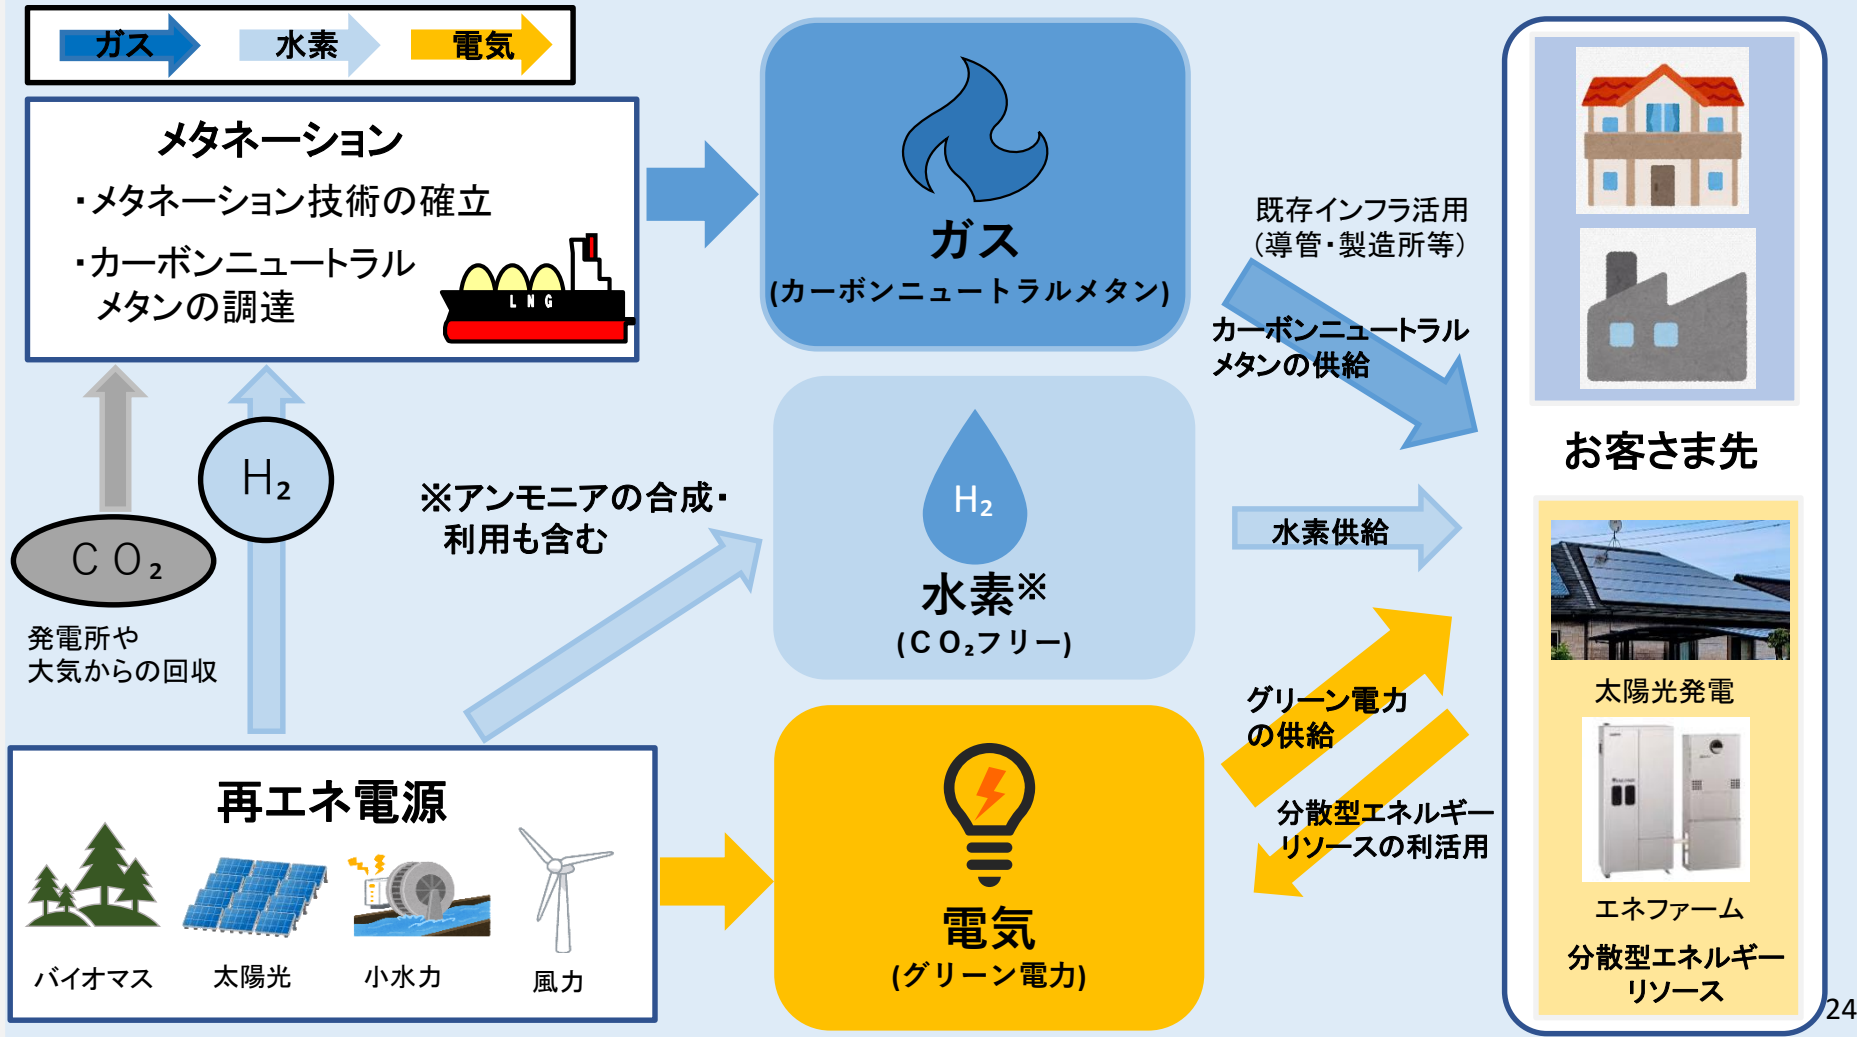 ガス
水素
電気
メタネーション
・メタネーション技術の確立
・カーボンニュートラル
メタンの調達
LNG
CO₂
H₂
発電所や
大気からの回収
※アンモニアの合成・
利用も含む
再エネ電源
バイオマス
太陽光
小水力
風力
ガス
(カーボンニュートラルメタン)
H₂
水素※
(CO₂フリー)
電気
(グリーン電力)
既存インフラ活用
(導管・製造所等)
カーボンニュートラル
メタンの供給
水素供給
グリーン電力
の供給
分散型エネルギー
リソースの利活用
お客さま先
太陽光発電
エネファーム
分散型エネルギー
リソース
24